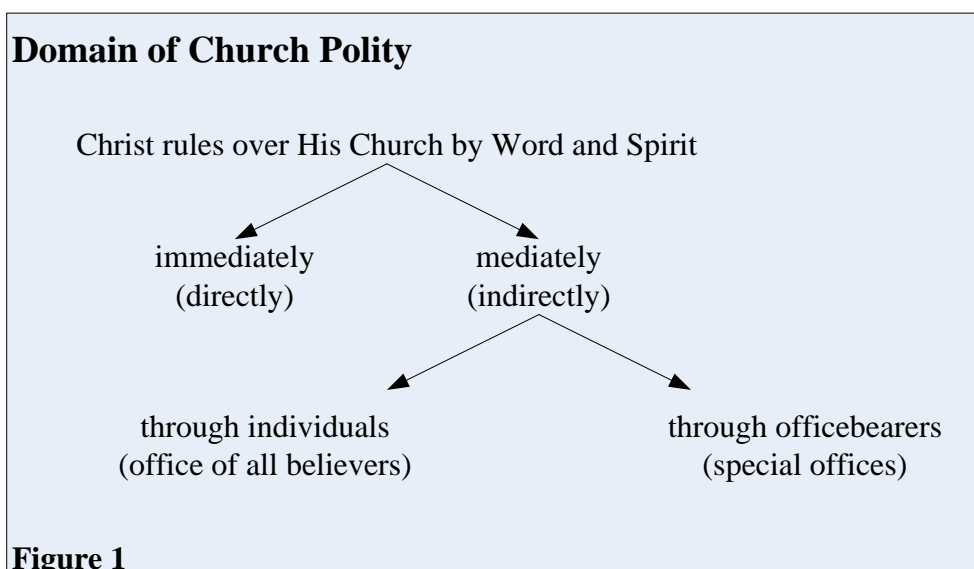 Domain of Church Polity
Christ rules over His Church by Word and Spirit
immediately mediately
(directly) (indirectly)
through individuals through officebearers
(office of all believers) (special offices)
Figure 1